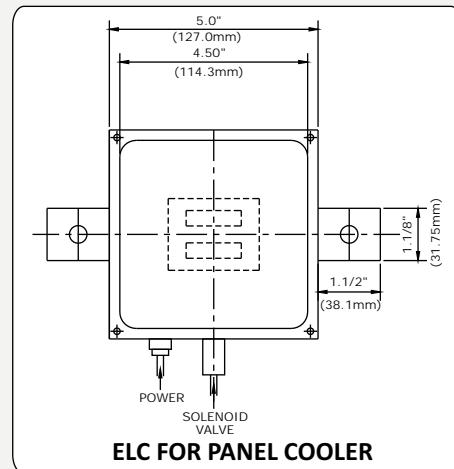 5.0"
(127.0mm)
4.50"
(114.3mm)
1.1/8"
(31.75mm)
1.1/2"
(38.1mm)
POWER
SOLENOID
VALVE
ELC FOR PANEL COOLER